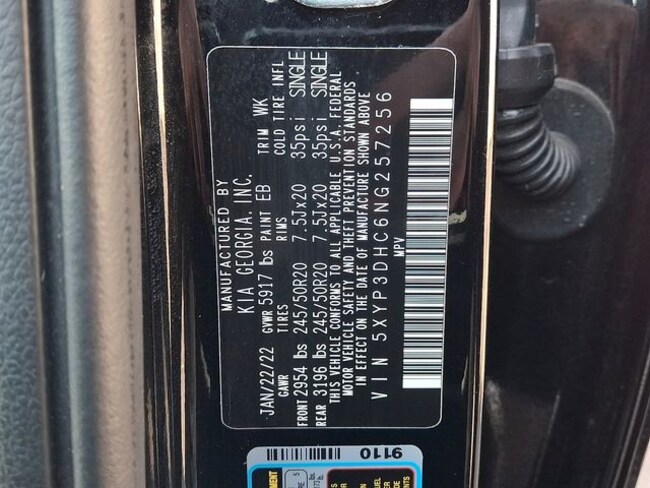 MANUFACTURED BY
KIA GEORGIA, INC.
JAN/22/22 GVWR 5917 lbs PAINT EB TRIM WK
GAWR TIRES RIMS COLD TIRE INFL
FRONT 2954 lbs 245/50R20 7.5Jx20 35psi SINGLE
REAR 3196 lbs 245/50R20 7.5Jx20 35psi SINGLE
THIS VEHICLE CONFORMS TO ALL APPLICABLE U.S.A. FEDERAL
MOTOR VEHICLE SAFETY AND THEFT PREVENTION STANDARDS
IN EFFECT ON THE DATE OF MANUFACTURE SHOWN ABOVE
VIN 5XYP3DHC6NG257256
MPV
9110